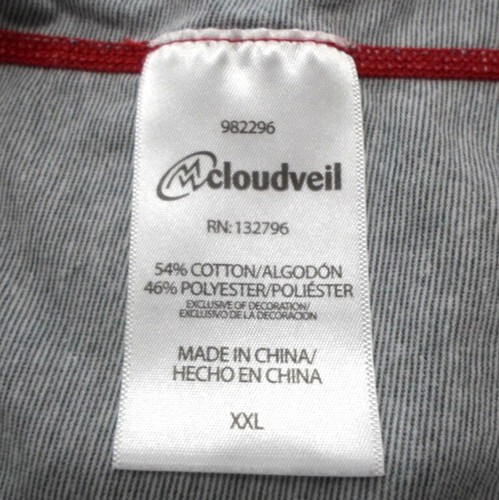 982296
cloudveil
RN: 132796
54% COTTON/ALGODÓN
46% POLYESTER/POLIÉSTER
EXCLUSIVE OF DECORATION/
EXCLUSIVO DE LA DECORACION
MADE IN CHINA/
HECHO EN CHINA
XXL